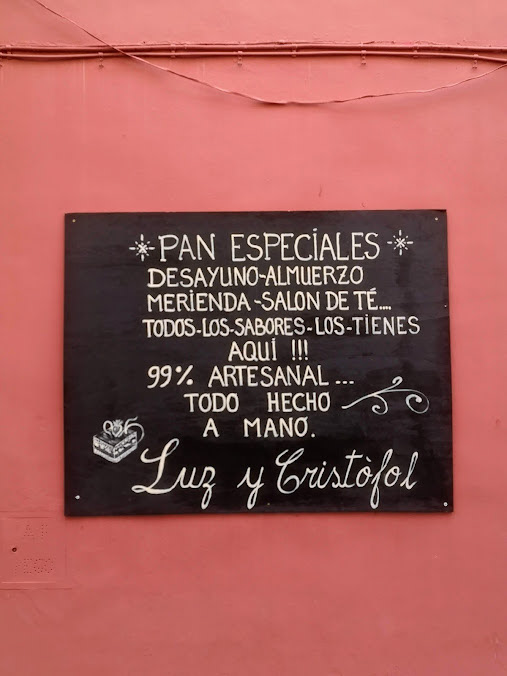 PAN ESPECIALES
DESAYUNO-ALMUERZO
MERIENDA-SALON DE TÉ....
TODOS-LOS-SABORES-LOS-TIENES
AQUÍ !!!
99% ARTESANAL...
TODO HECHO
A MANO.
Luz y Cristòfol